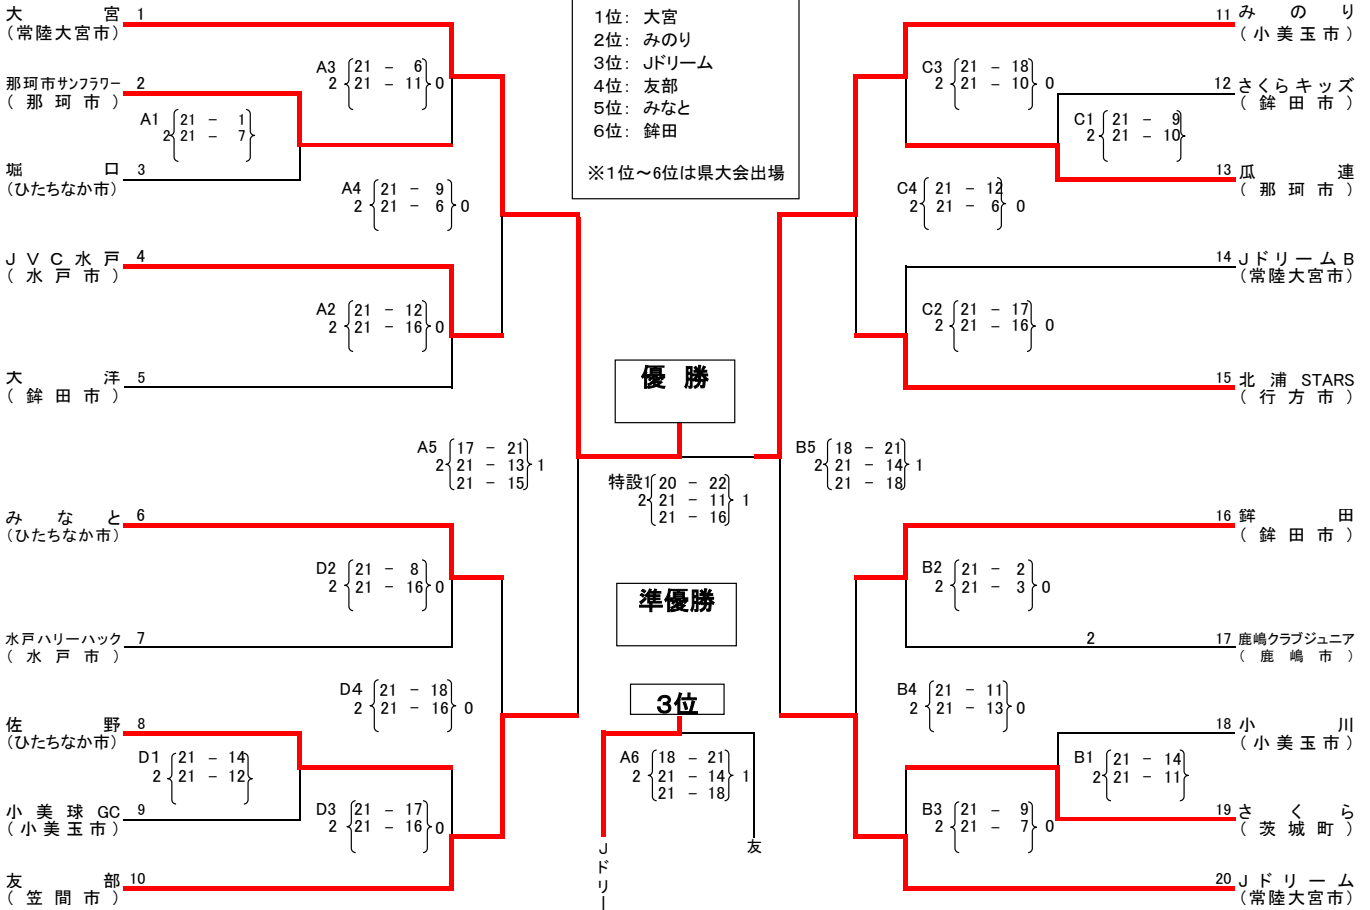 1位: 大宮
2位: みのり
3位: Jドリーム
4位: 友部
5位: みなと
6位: 鉾田
※1位～6位は県大会出場
大 宮 1
(常陸大宮市)
那珂市サンフラワー 2
( 那 珂 市 )
堀 口 3
(ひたちなか市)
J V C 水 戸 4
( 水 戸 市 )
大 洋 5
( 鉾 田 市 )
み な と 6
(ひたちなか市)
水戸ハリーハック 7
( 水 戸 市 )
佐 野 8
(ひたちなか市)
小 美 球 GC 9
(小 美 玉 市)
友 部 10
( 笠 間 市 )
A3 21 - 6
2 21 - 11 0
A1 21 - 1
2 21 - 7
A4 21 - 9
2 21 - 6 0
A2 21 - 12
2 21 - 16 0
A5 17 - 21
2 21 - 13 1
21 - 15
D2 21 - 8
2 21 - 16 0
D4 21 - 18
2 21 - 16 0
D1 21 - 14
2 21 - 12
D3 21 - 17
2 21 - 16 0
優 勝
特設1 20 - 22
2 21 - 11 1
21 - 16
準優勝
3位
A6 18 - 21
2 21 - 14 1
21 - 18
Jドリー
友
11 み の り
( 小 美 玉 市 )
12 さくら キッズ
( 鉾 田 市 )
13 瓜 連
( 那 珂 市 )
14 J ド リ ー ム B
(常陸大宮市)
15 北 浦 STARS
( 行 方 市 )
16 鉾 田
( 鉾 田 市 )
2
17 鹿嶋クラブジュニア
( 鹿 嶋 市 )
18 小 川
( 小 美 玉 市 )
19 さ く ら
( 茨 城 町 )
20 J ド リ ー ム
(常陸大宮市)
C3 21 - 18
2 21 - 10 0
C1 21 - 9
2 21 - 10
C4 21 - 12
2 21 - 6 0
C2 21 - 17
2 21 - 16 0
B5 18 - 21
2 21 - 14 1
21 - 18
B2 21 - 2
2 21 - 3 0
B4 21 - 11
2 21 - 13 0
B1 21 - 14
2 21 - 11
B3 21 - 9
2 21 - 7 0